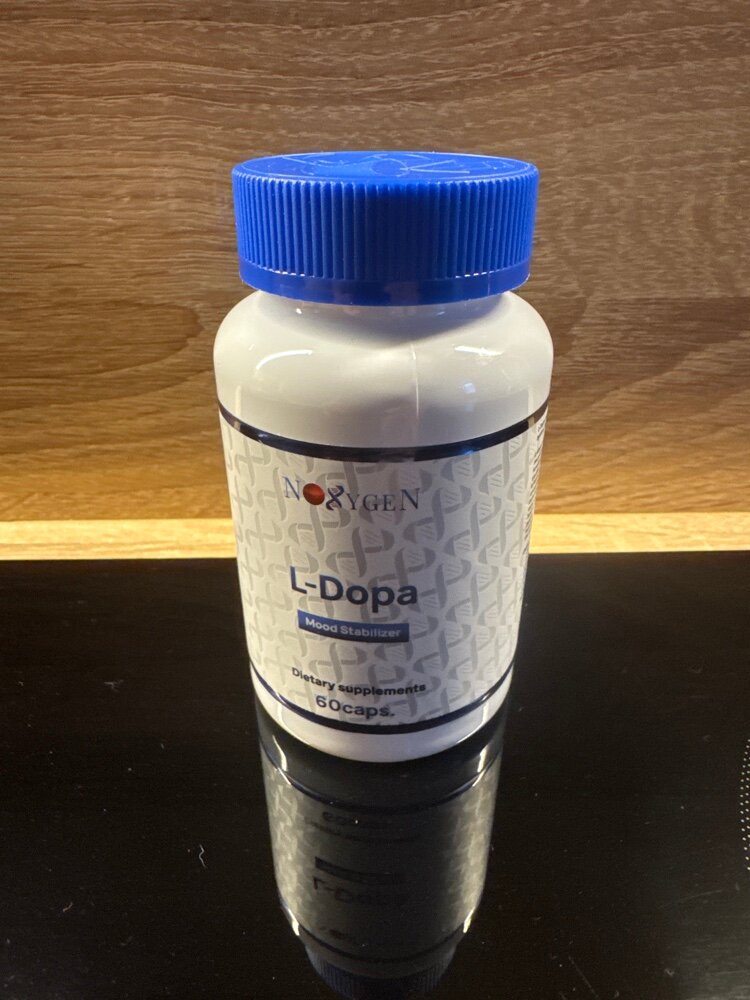 NOXYGEN
L-Dopa
Mood Stabilizer
Dietary supplements
60caps.